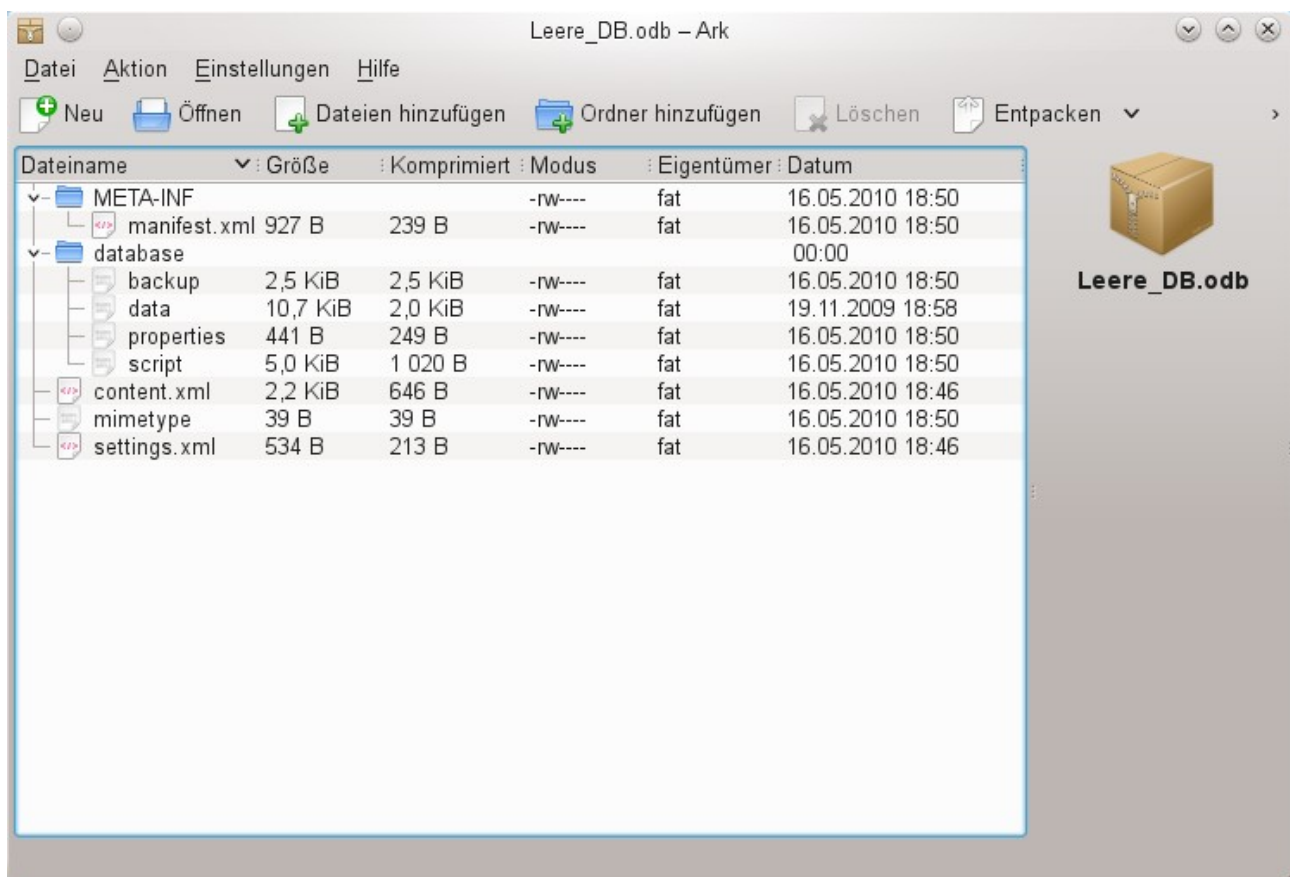 Leere_DB.odb – Ark
Datei Aktion Einstellungen Hilfe
Neu Öffnen Dateien hinzufügen Ordner hinzufügen Löschen Entpacken
Dateiname Größe Komprimiert Modus Eigentümer Datum
META-INF -rw---- fat 16.05.2010 18:50
manifest.xml 927 B 239 B -rw---- fat 16.05.2010 18:50
database 00:00
backup 2,5 KiB 2,5 KiB -rw---- fat 16.05.2010 18:50
data 10,7 KiB 2,0 KiB -rw---- fat 19.11.2009 18:58
properties 441 B 249 B -rw---- fat 16.05.2010 18:50
script 5,0 KiB 1 020 B -rw---- fat 16.05.2010 18:50
content.xml 2,2 KiB 646 B -rw---- fat 16.05.2010 18:46
mimetype 39 B 39 B -rw---- fat 16.05.2010 18:50
settings.xml 534 B 213 B -rw---- fat 16.05.2010 18:46
Leere_DB.odb